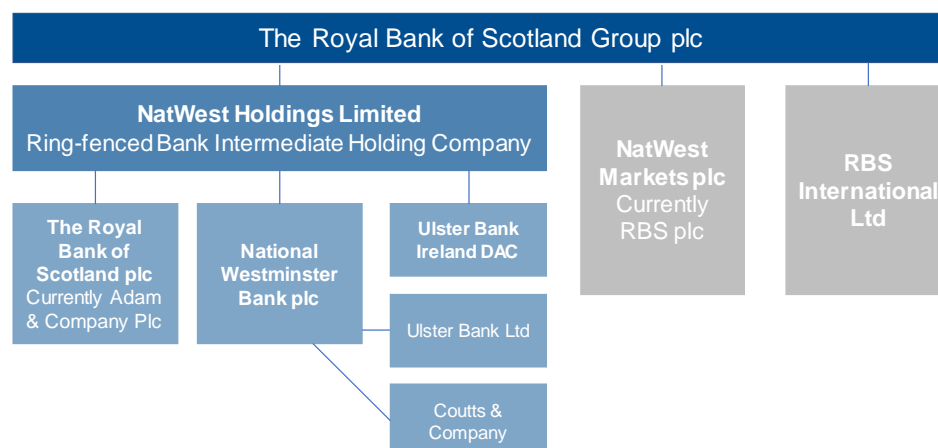 The Royal Bank of Scotland Group plc
NatWest Holdings Limited
Ring-fenced Bank Intermediate Holding Company
NatWest
Markets plc
Currently
RBS plc
RBS
International
Ltd
The Royal
Bank of
Scotland plc
Currently Adam
& Company Plc
National
Westminster
Bank plc
Ulster Bank
Ireland DAC
Ulster Bank Ltd
Coutts &
Company